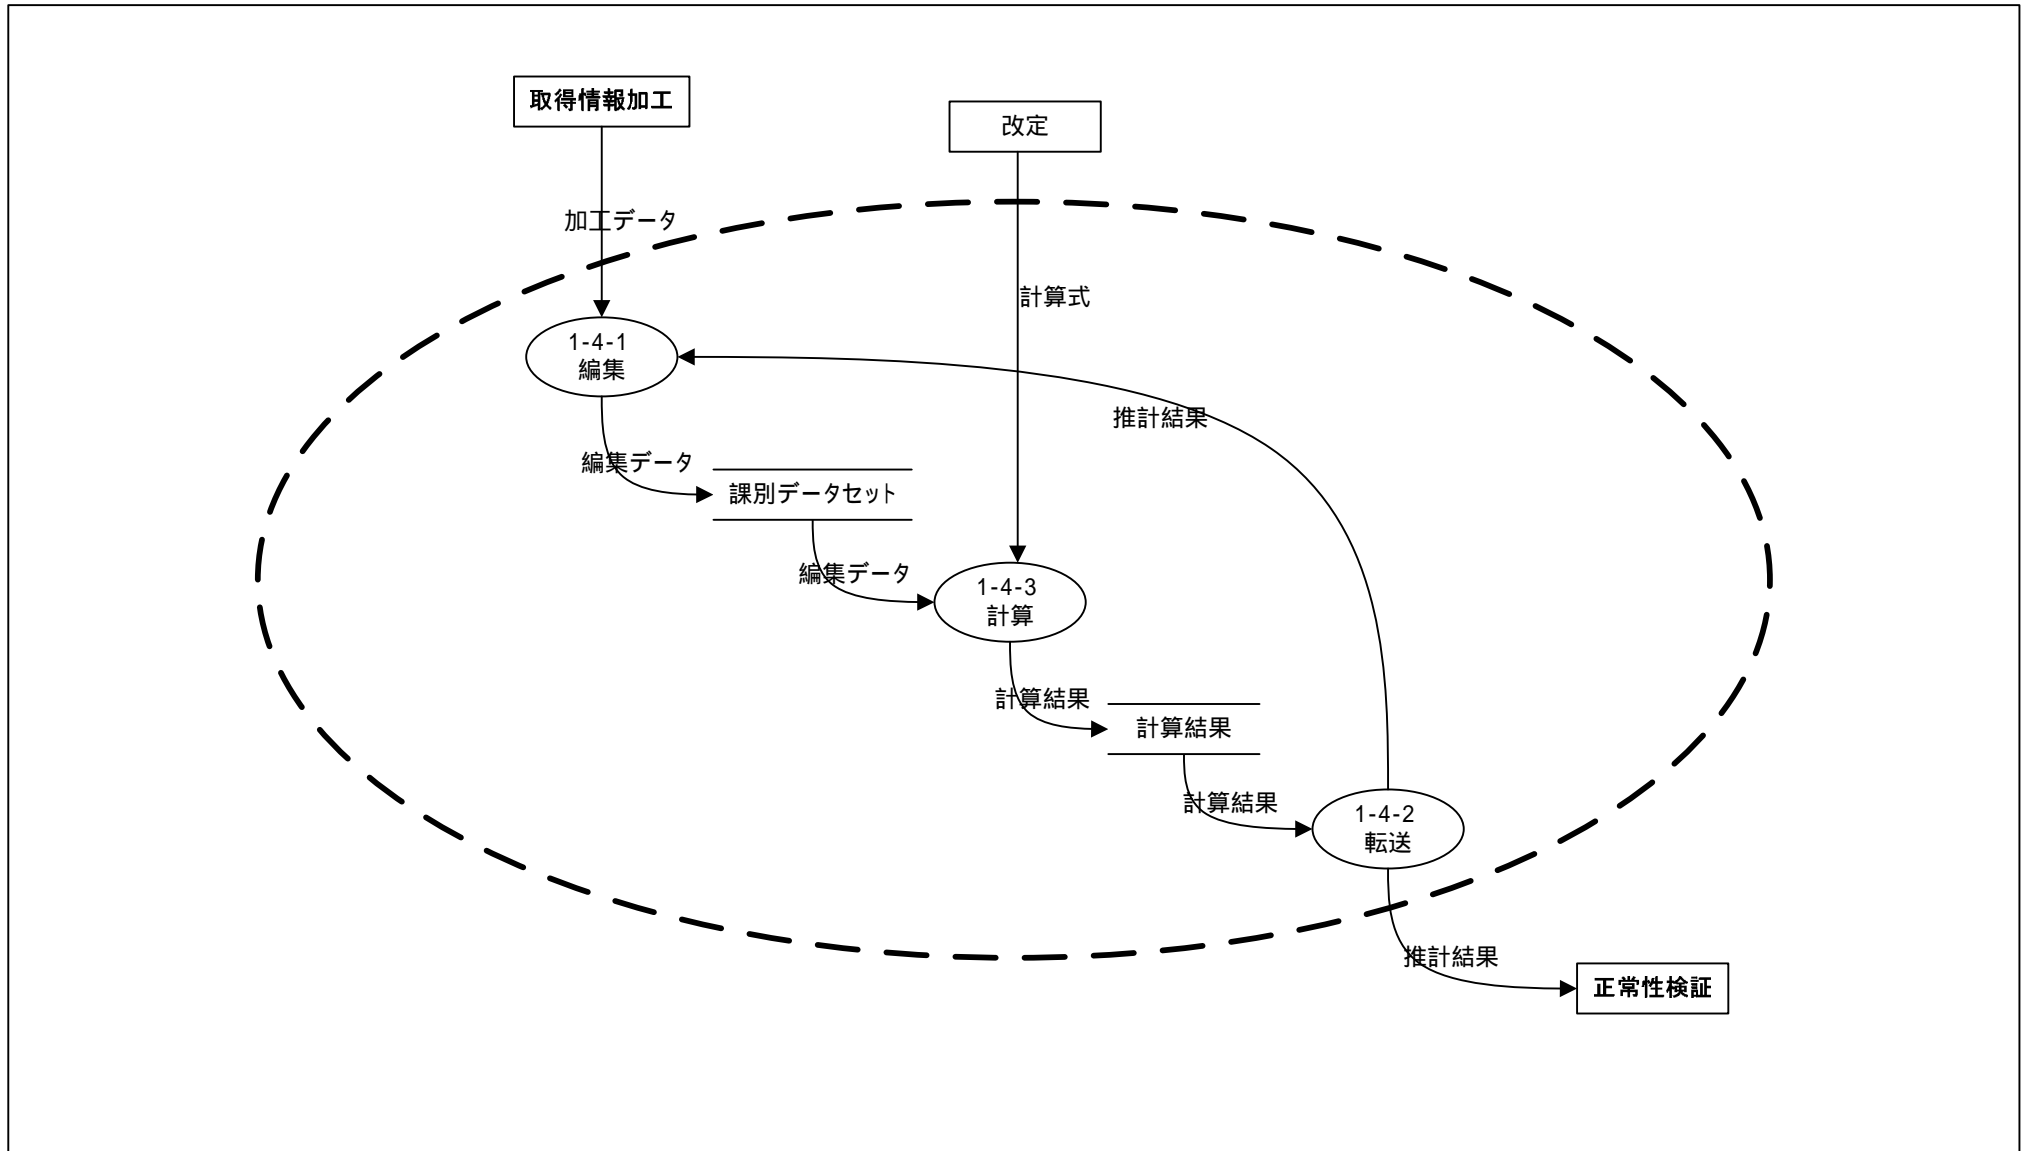 取得情報加工
改定
加工データ
計算式
1-4-1
編集
推計結果
編集データ
課別データセット
編集データ
1-4-3
計算
計算結果
計算結果
計算結果
1-4-2
転送
推計結果
正常性検証